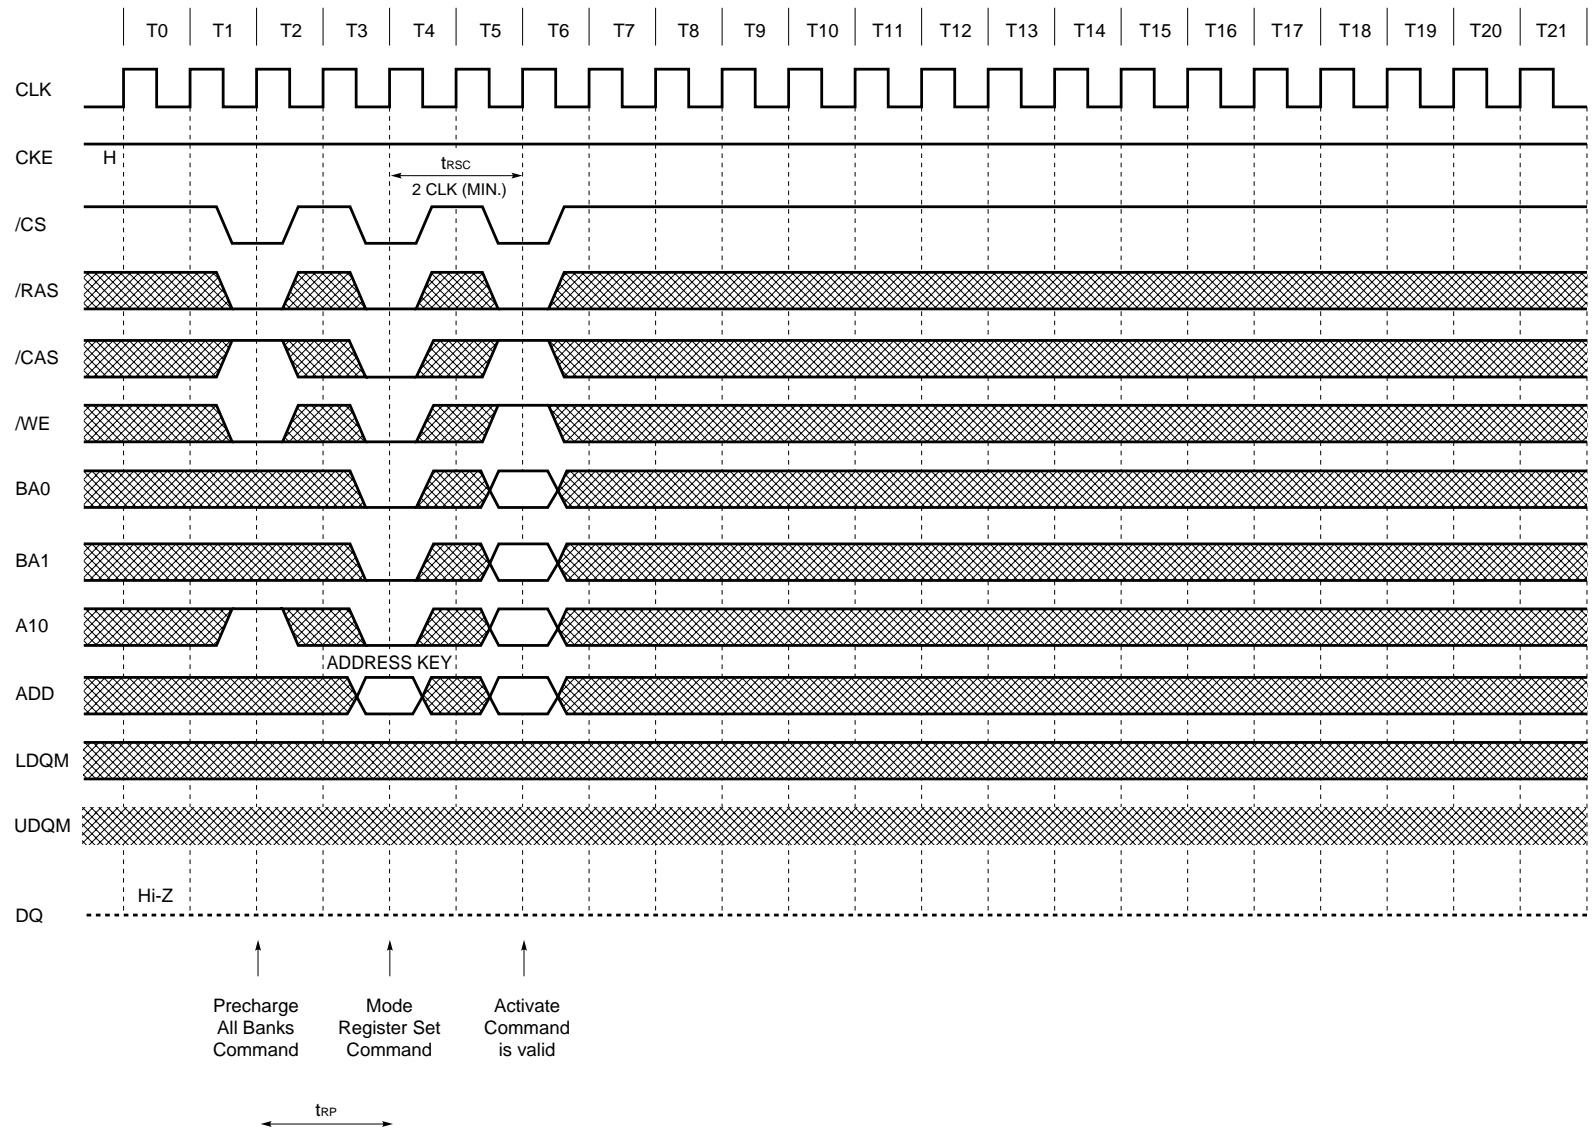 T0 T1 T2 T3 T4 T5 T6 T7 T8 T9 T10 T11 T12 T13 T14 T15 T16 T17 T18 T19 T20 T21
CLK
CKE H
tRSC
2 CLK (MIN.)
/CS
/RAS
/CAS
/WE
BA0
BA1
A10
ADDRESS KEY
ADD
LDQM
UDQM
Hi-Z
DQ
Precharge
All Banks
Command
Mode
Register Set
Command
Activate
Command
is valid
tRP